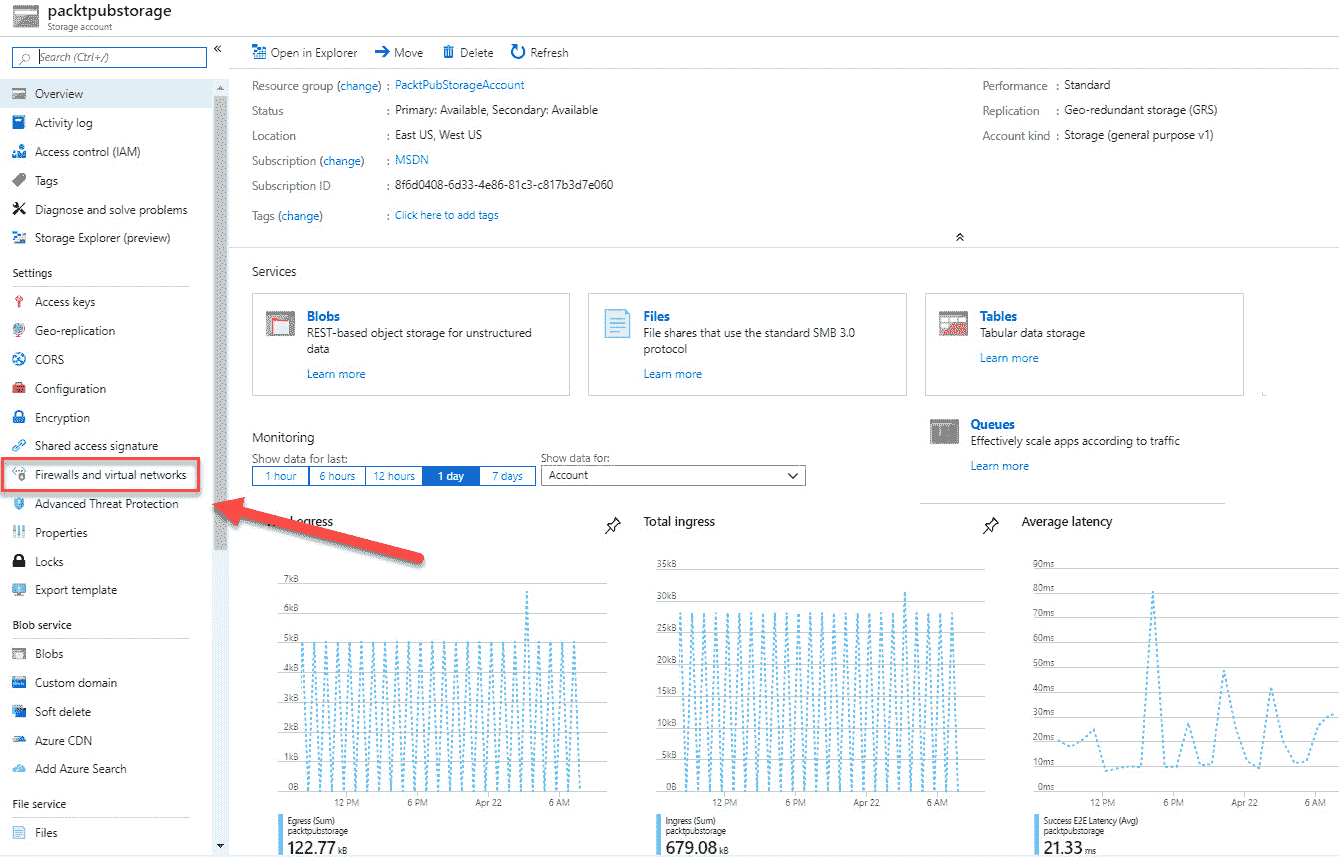 packtpubstorage
Storage account
Search (Ctrl+/)
«
Overview
Activity log
Access control (IAM)
Tags
Diagnose and solve problems
Storage Explorer (preview)
Settings
Access keys
Geo-replication
CORS
Configuration
Encryption
Shared access signature
Firewalls and virtual networks
Advanced Threat Protection
Properties
Locks
Export template
Blob service
Blobs
Custom domain
Soft delete
Azure CDN
Add Azure Search
File service
Files
Open in Explorer Move Delete Refresh
Resource group (change) : PacktPubStorageAccount
Status : Primary: Available, Secondary: Available
Location : East US, West US
Subscription (change) : MSDN
Subscription ID : 8f6d0408-6d33-4e86-81c3-c817b3d7e060
Tags (change) : Click here to add tags
Performance : Standard
Replication : Geo-redundant storage (GRS)
Account kind : Storage (general purpose v1)
Services
Blobs
REST-based object storage for unstructured
data
Learn more
Files
File shares that use the standard SMB 3.0
protocol
Learn more
Tables
Tabular data storage
Learn more
Queues
Effectively scale apps according to traffic
Learn more
Monitoring
Show data for last:
1 hour 6 hours 12 hours 1 day 7 days
Show data for:
Account
egress
7kB
6kB
5kB
4kB
3kB
2kB
1kB
0B
12 PM 6 PM Apr 22 6 AM
Egress (Sum)
packtpubstorage
122.77 kB
Total ingress
35kB
30kB
25kB
20kB
15kB
10kB
5kB
0B
12 PM 6 PM Apr 22 6 AM
Ingress (Sum)
packtpubstorage
679.08 kB
Average latency
90ms
80ms
70ms
60ms
50ms
40ms
30ms
20ms
10ms
0ms
12 PM 6 PM Apr 22 6 AM
Success E2E Latency (Avg)
packtpubstorage
21.33 ms